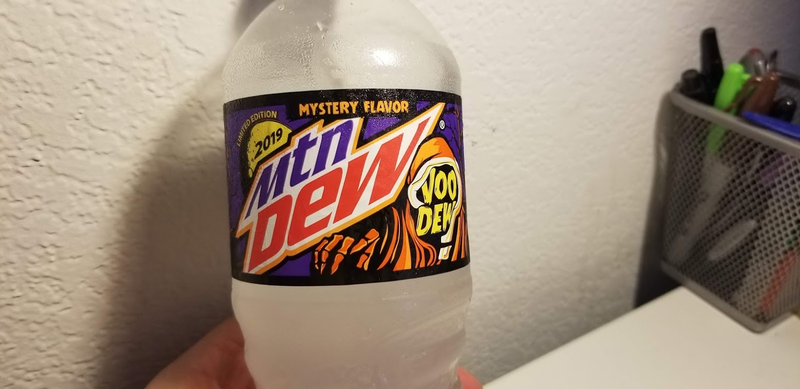 MYSTERY FLAVOR
LIMITED EDITION
2019
Mtn
DEW®
VOO
DEW